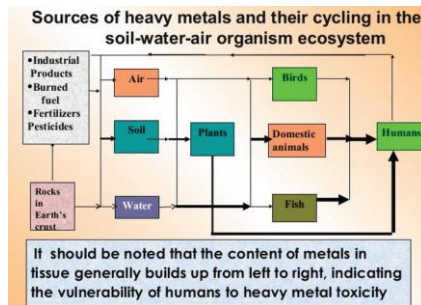 Sources of heavy metals and their cycling in the
soil-water-air organism ecosystem
•Industrial
Products
•Burned
fuel
•Fertilizers
Pesticides
Air
Birds
Soil
Plants
Domestic
animals
Humans
Rocks
in
Earth's
crust
Water
Fish
It should be noted that the content of metals in
tissue generally builds up from left to right, indicating
the vulnerability of humans to heavy metal toxicity